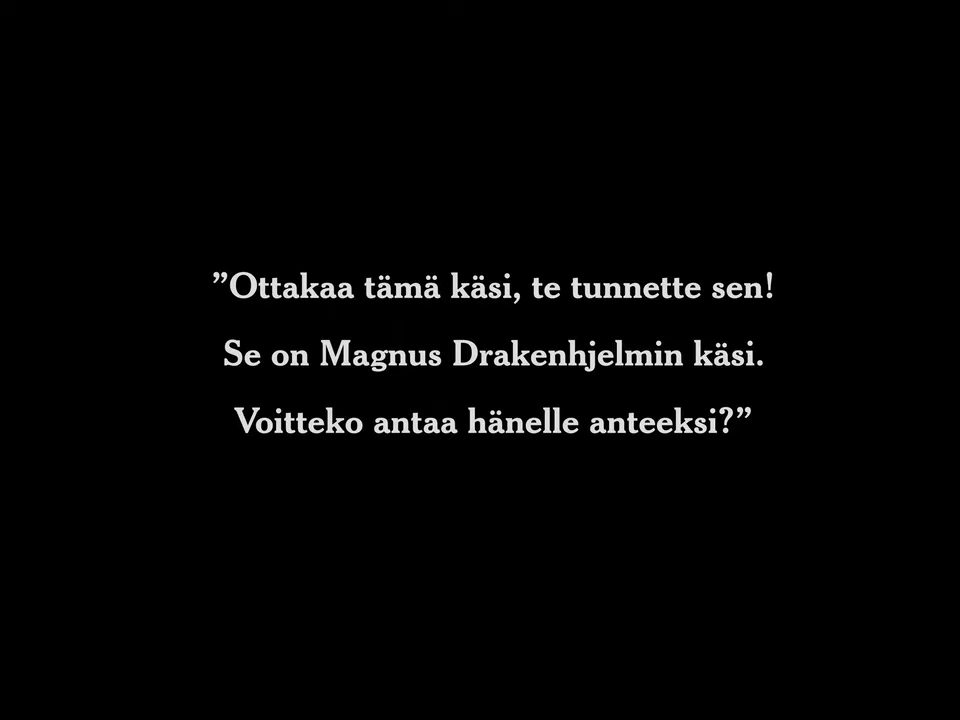 ”Ottakaa tämä käsi, te tunnette sen!
Se on Magnus Drakenhjelmin käsi.
Voitteko antaa hänelle anteeksi?”